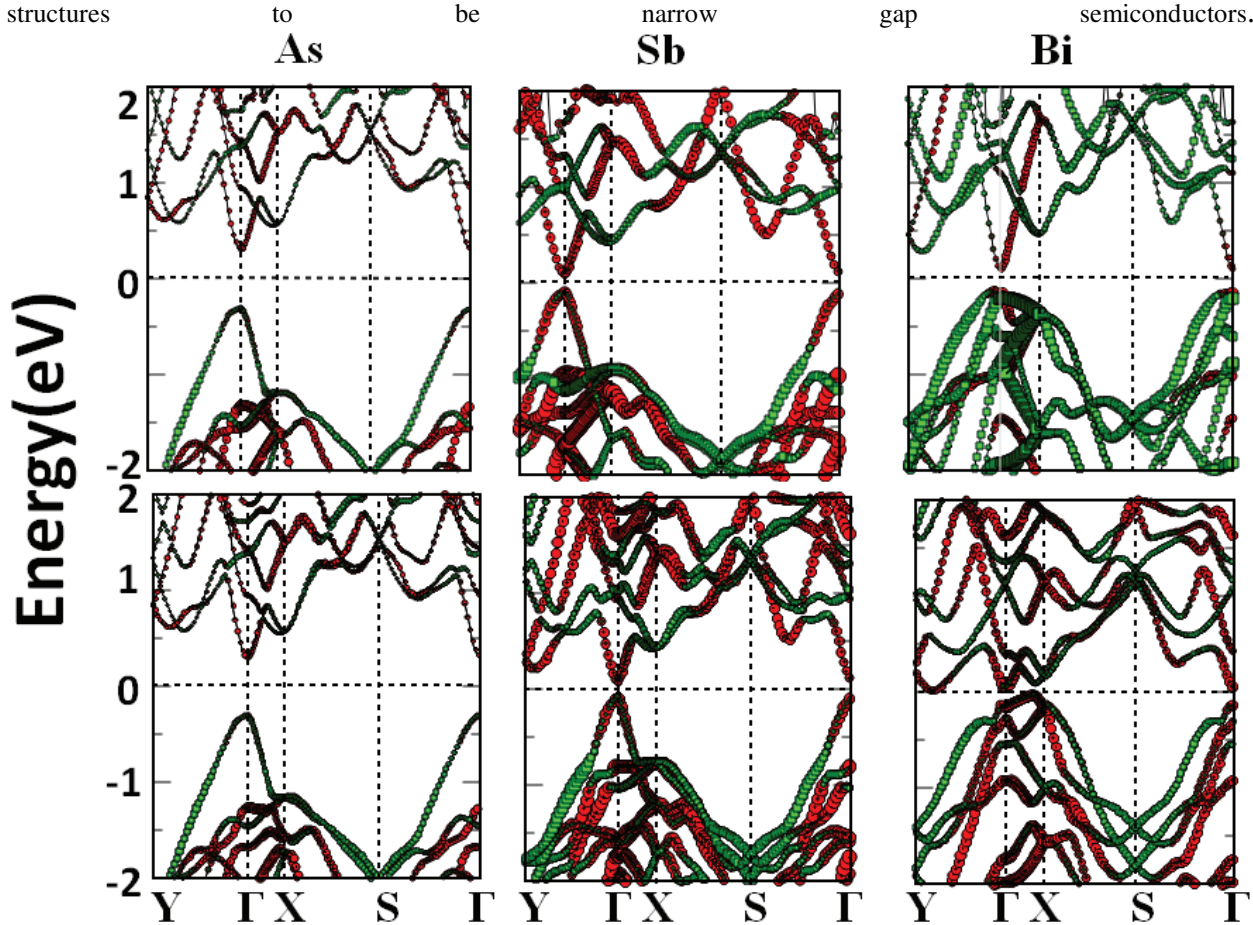 structures to be narrow gap semiconductors.
As Sb Bi
2
1
0
-2
2
1
0
-1
-2
Energy(eV)
Y Γ X S Γ Y Γ X S Γ Y Γ X S Γ